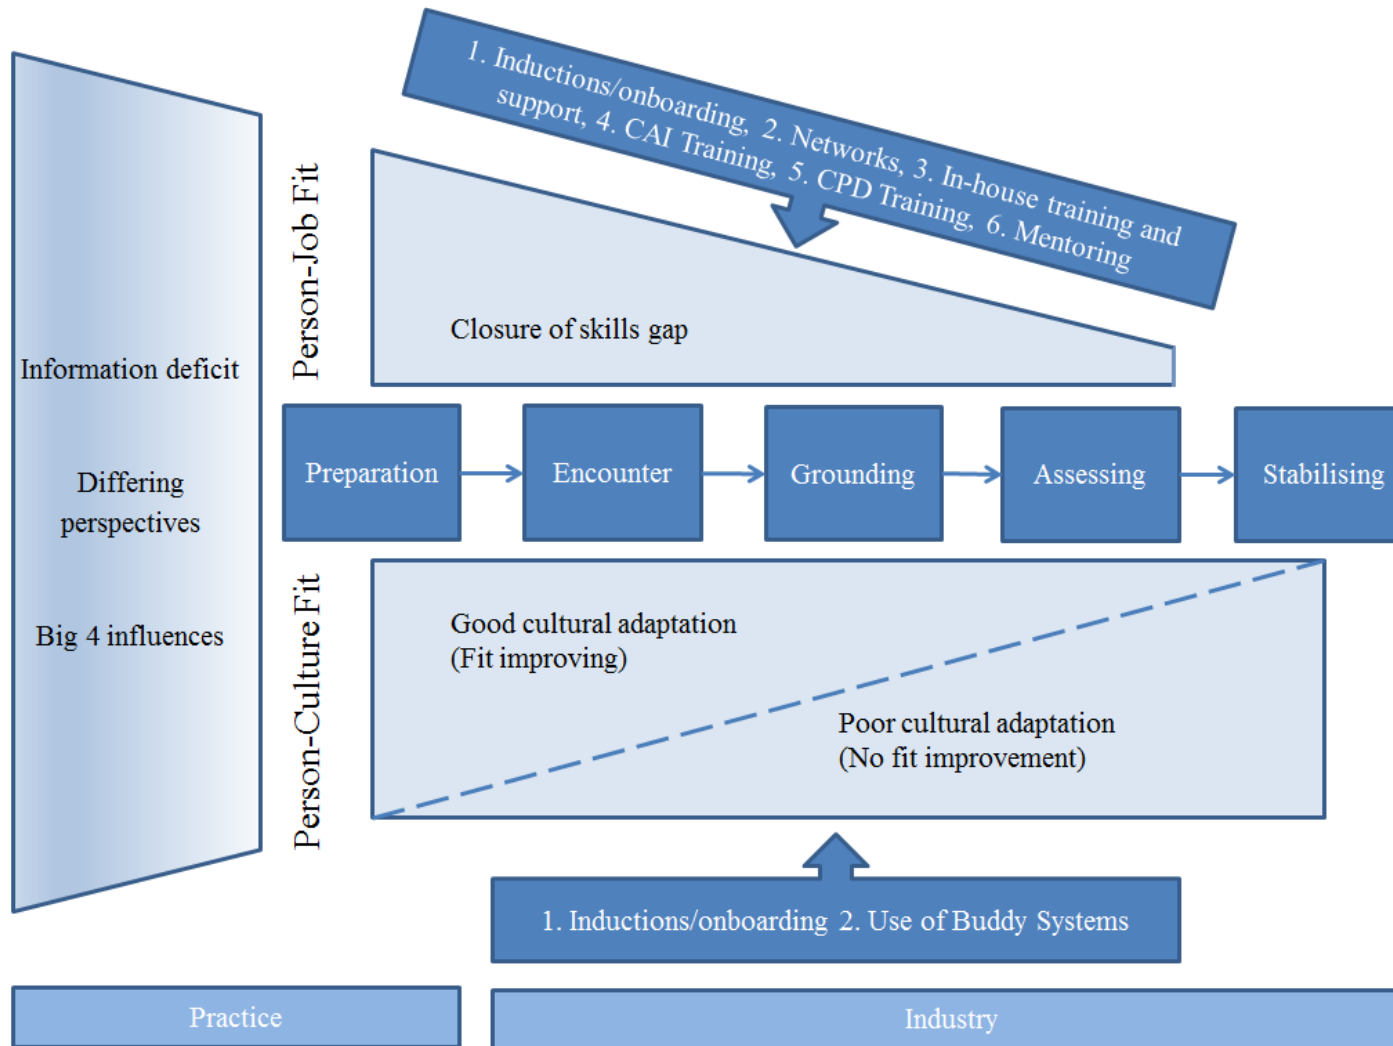 1. Inductions/onboarding, 2. Networks, 3. In-house training and
support, 4. CAI Training, 5. CPD Training, 6. Mentoring
Person-Job Fit
Closure of skills gap
Information deficit
Differing
perspectives
Big 4 influences
Preparation
Encounter
Grounding
Assessing
Stabilising
Person-Culture Fit
Good cultural adaptation
(Fit improving)
Poor cultural adaptation
(No fit improvement)
1. Inductions/onboarding 2. Use of Buddy Systems
Practice
Industry